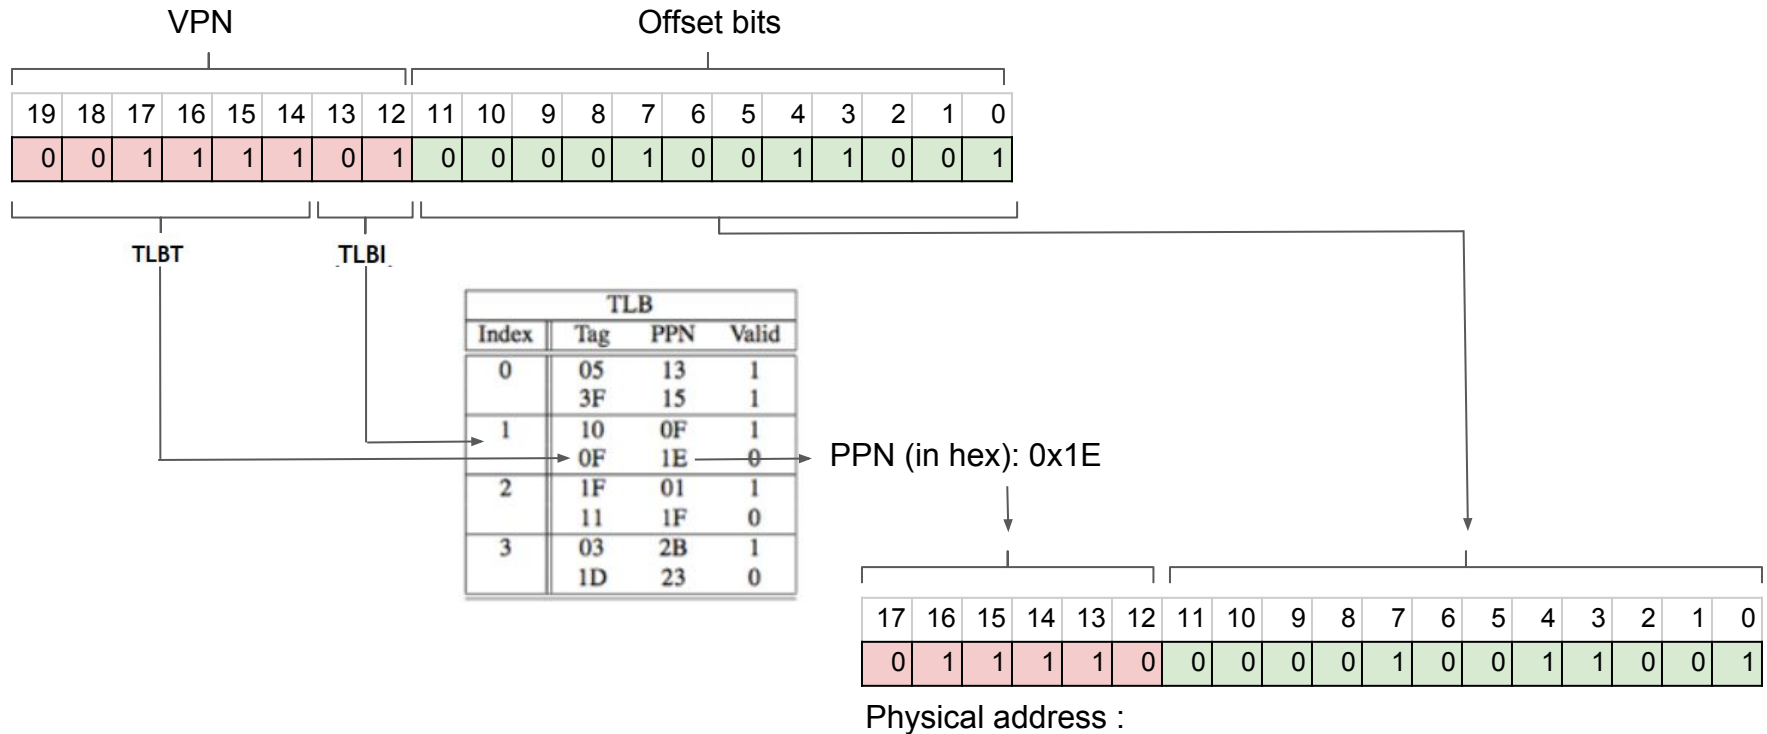 VPN Offset bits
19 18 17 16 15 14 13 12 11 10 9 8 7 6 5 4 3 2 1 0
0 0 1 1 1 1 0 1 0 0 0 0 1 0 0 1 1 0 0 1
TLBT TLBI
TLB
Index Tag PPN Valid
0 05 13 1
3F 15 1
1 10 0F 1
0F 1E 0
PPN (in hex): 0x1E
2 1F 01 1
11 1F 0
3 03 2B 1
1D 23 0
17 16 15 14 13 12 11 10 9 8 7 6 5 4 3 2 1 0
0 1 1 1 1 0 0 0 0 0 1 0 0 1 1 0 0 1
Physical address :